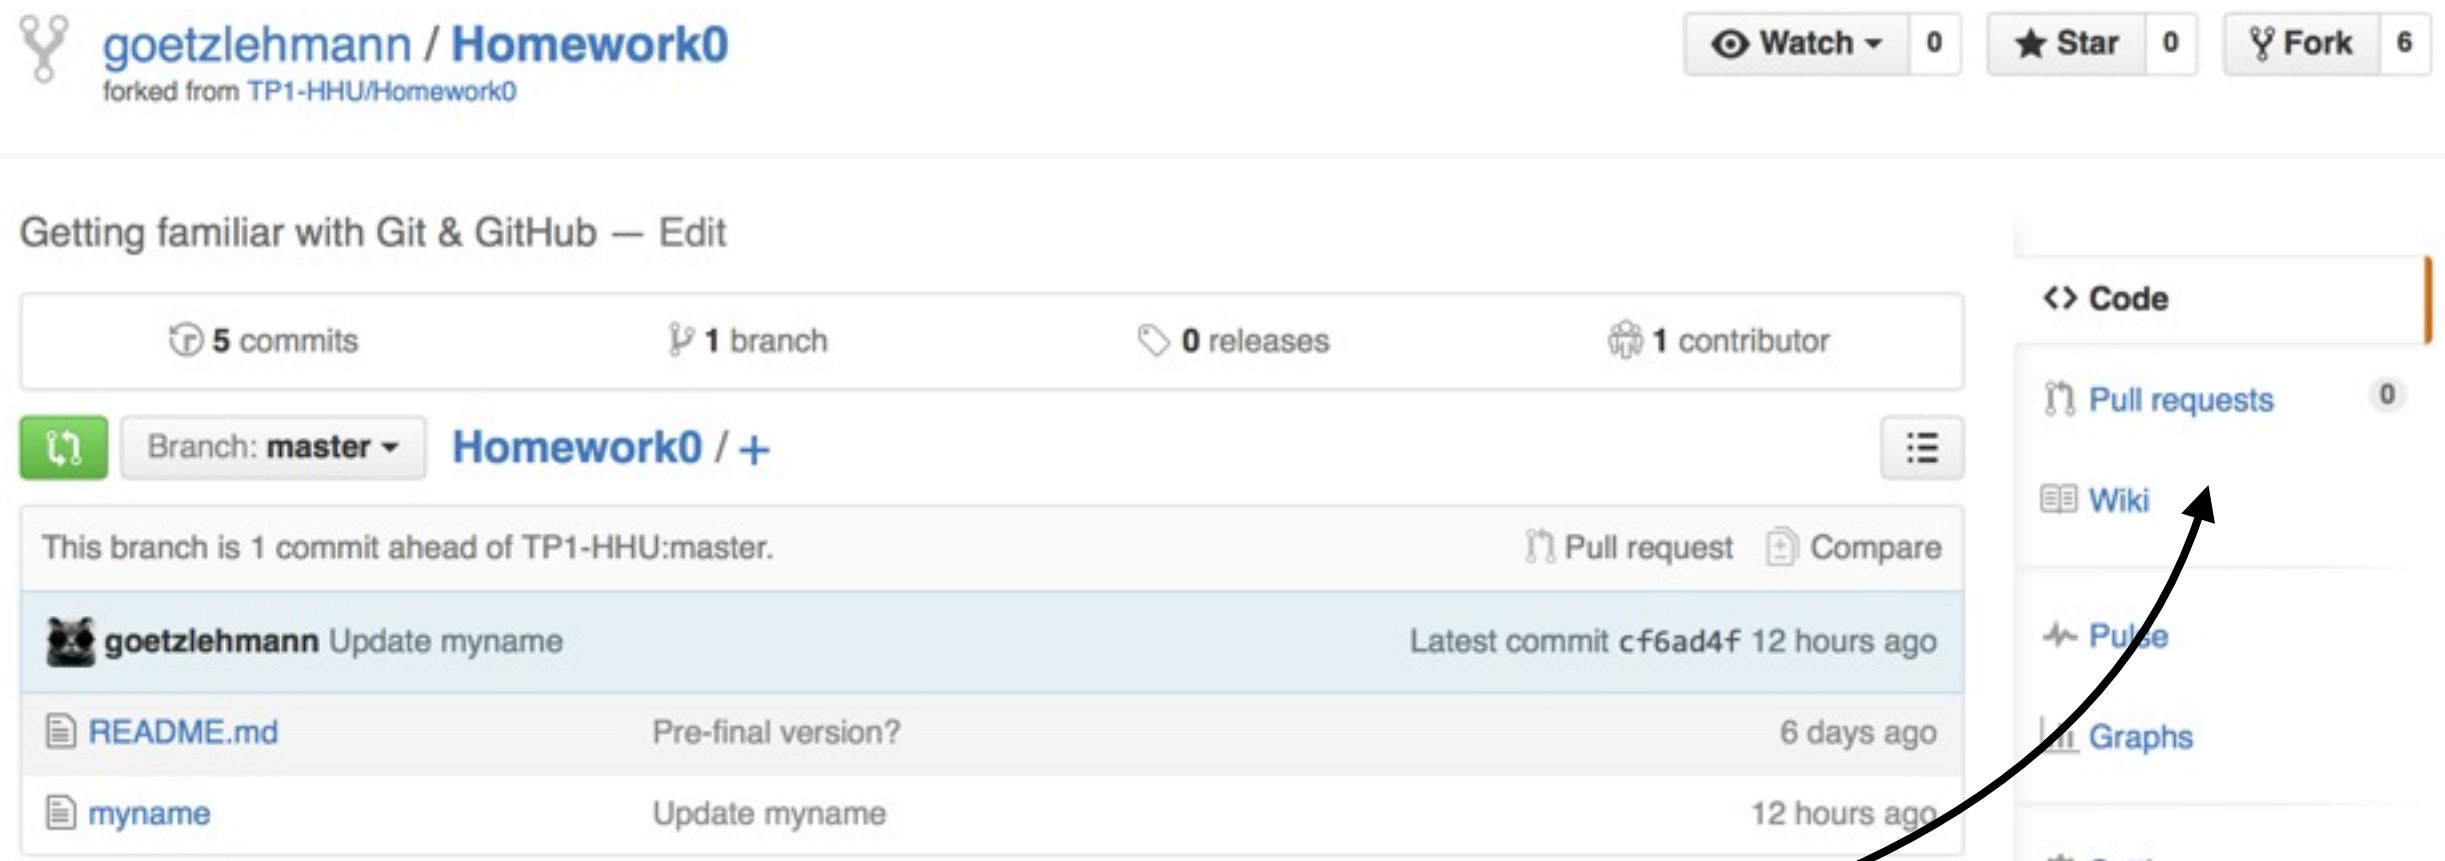 goetzlehmann / Homework0
forked from TP1-HHU/Homework0
Watch 0
Star 0
Fork 6
Getting familiar with Git & GitHub — Edit
5 commits
1 branch
0 releases
1 contributor
Branch: master
Homework0 / +
This branch is 1 commit ahead of TP1-HHU:master.
Pull request
Compare
goetzlehmann Update myname
Latest commit cf6ad4f 12 hours ago
README.md
Pre-final version?
6 days ago
myname
Update myname
12 hours ago
<> Code
Pull requests 0
Wiki
Pulse
Graphs